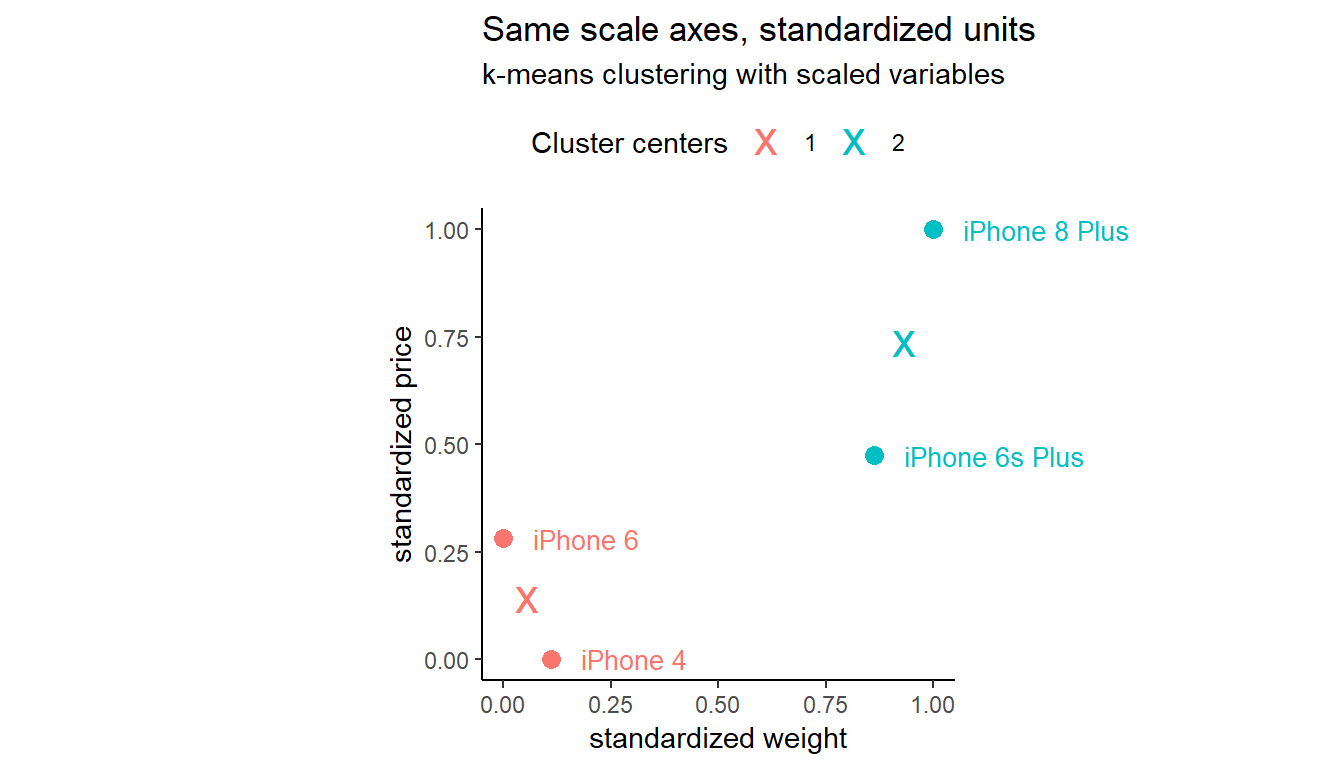 Same scale axes, standardized units
k-means clustering with scaled variables
Cluster centers X 1 X 2
1.00
iPhone 8 Plus
0.75
X
standardized price
0.50
iPhone 6s Plus
iPhone 6
0.25
X
0.00
iPhone 4
0.00 0.25 0.50 0.75 1.00
standardized weight